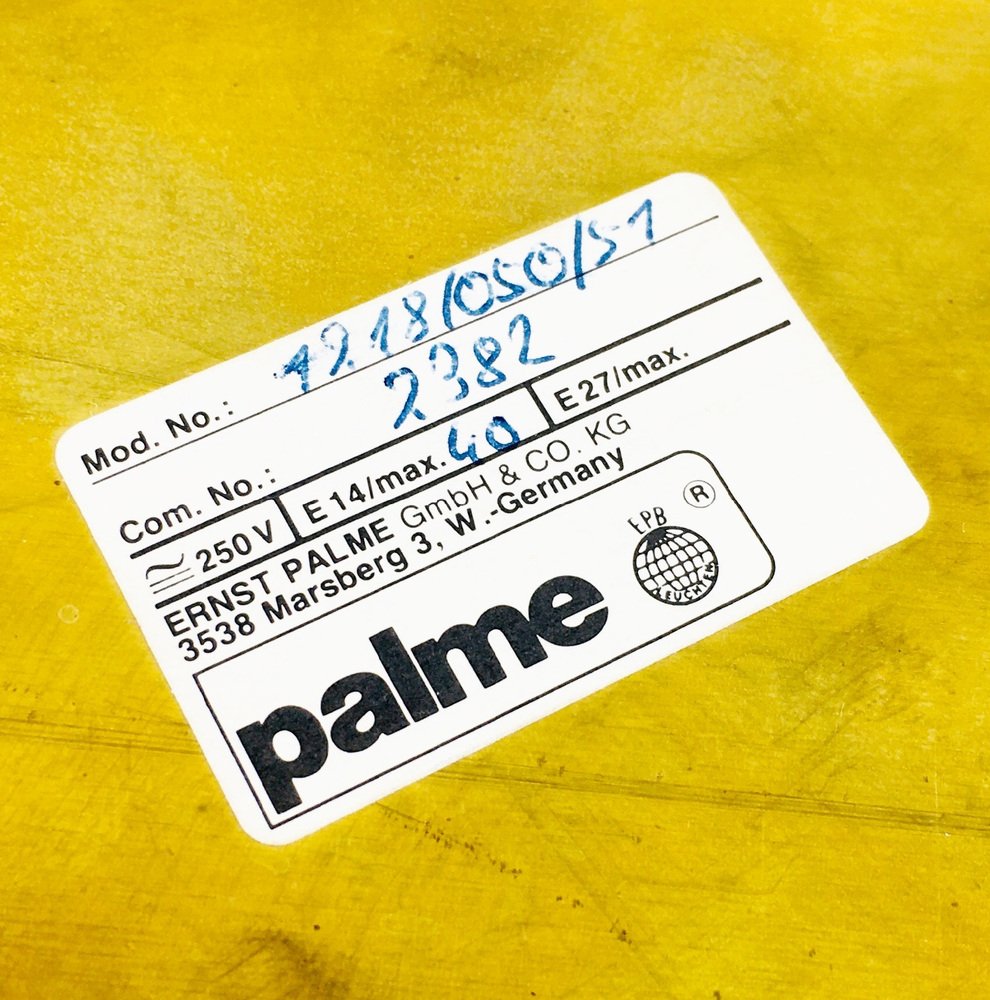 Mod. No.: 1218/050/51
Com. No.: 2382
≅ 250 V E 14/max. 40 E 27/max.
ERNST PALME GmbH & CO. KG
3538 Marsberg 3, W.-Germany
palme
EPB
LEUCHTEN
®